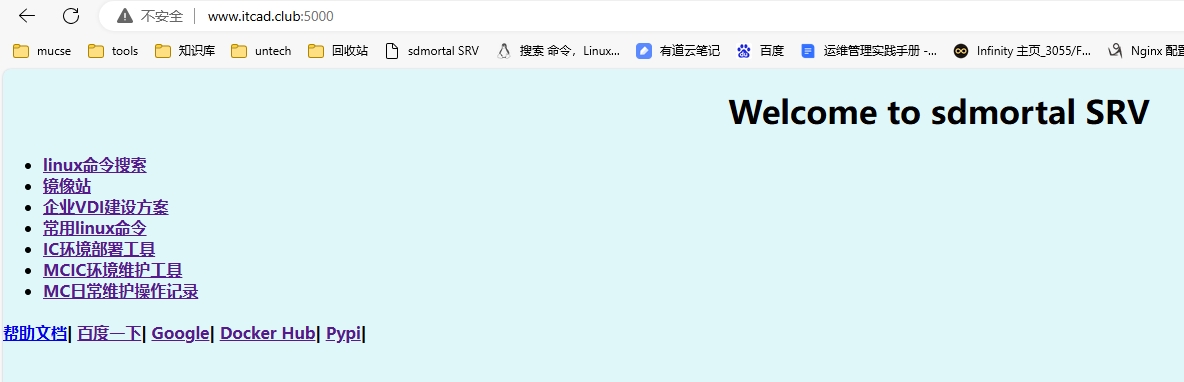 不安全 www.itcad.club:5000
mucse tools 知识库 untech 回收站 sdmortal SRV 搜索 命令, Linux... 有道云笔记 百度 运维管理实践手册 -... Infinity 主页_3055/F... Nginx 配置
Welcome to sdmortal SRV
linux命令搜索
镜像站
企业VDI建设方案
常用linux命令
IC环境部署工具
MCIC环境维护工具
MC日常维护操作记录
帮助文档| 百度一下| Google| Docker Hub| Pypi|